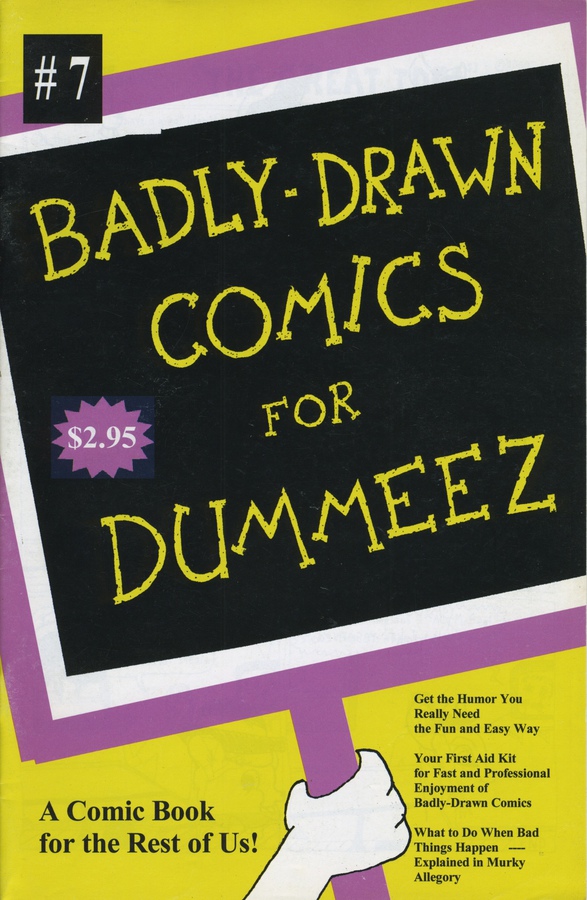 # 7
BADLY-DRAWN
COMICS
FOR
DUMMEEZ
$2.95
Get the Humor You
Really Need
the Fun and Easy Way
Your First Aid Kit
for Fast and Professional
Enjoyment of
Badly-Drawn Comics
What to Do When Bad
Things Happen ----
Explained in Murky
Allegory
A Comic Book
for the Rest of Us!